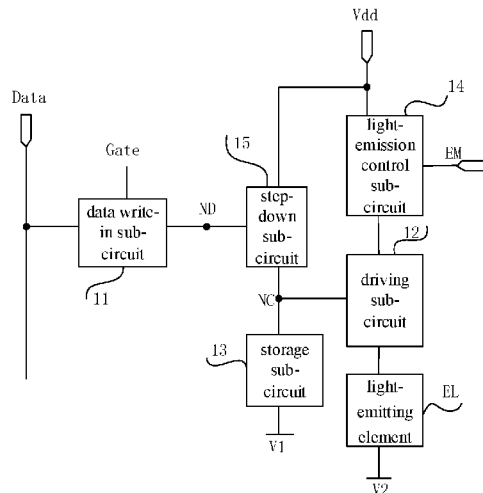 Vdd
Data
14
light-
emission
control
sub-
circuit
EM
15
Gate
step-
down
sub-
circuit
ND
data write-
in sub-
circuit
11
12
driving
sub-
circuit
NC
13
storage
sub-
circuit
EL
light-
emitting
element
V1
V2